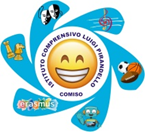 ISTITUTO COMPRENSIVO LUIGI PIRANDELLO
COMISO
erasmus